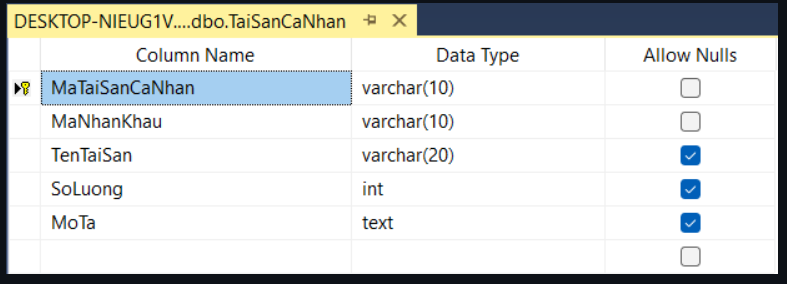 DESKTOP-NIEUG1V....dbo.TaiSanCaNhan
Column Name Data Type Allow Nulls
MaTaiSanCaNhan varchar(10)
MaNhanKhau varchar(10)
TenTaiSan varchar(20)
SoLuong int
MoTa text